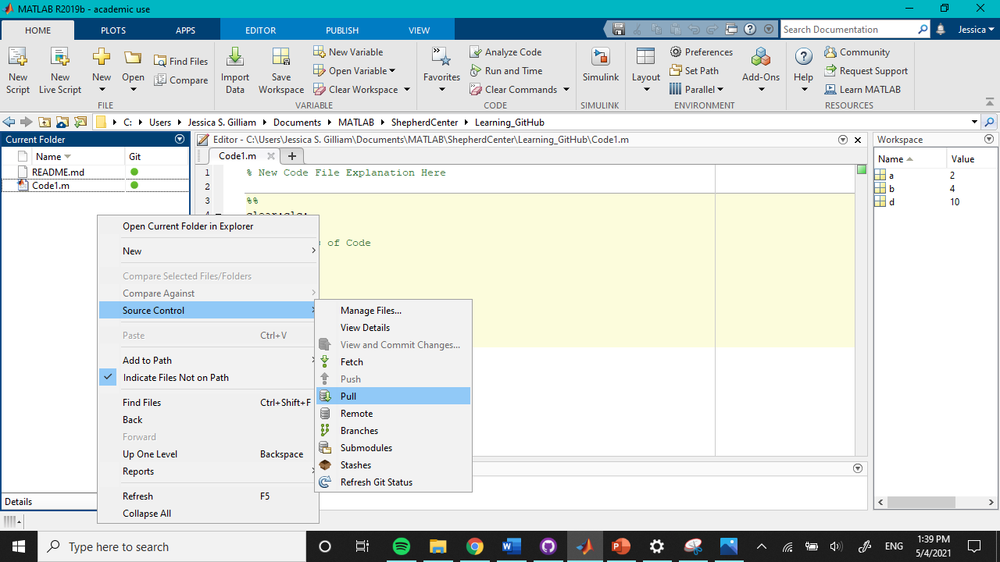 MATLAB R2019b - academic use
HOME PLOTS APPS EDITOR PUBLISH VIEW
Search Documentation
Jessica
New Script
New Live Script
New
Open
Find Files
Compare
FILE
Import Data
Save Workspace
New Variable
Open Variable
Clear Workspace
VARIABLE
Favorites
Analyze Code
Run and Time
Clear Commands
CODE
Simulink
SIMULINK
Layout
Preferences
Set Path
Parallel
Add-Ons
ENVIRONMENT
Help
Community
Request Support
Learn MATLAB
RESOURCES
C: Users Jessica S. Gilliam Documents MATLAB ShepherdCenter Learning_GitHub
Current Folder
Name Git
README.md
Code1.m
Details
Editor - C:\Users\Jessica S. Gilliam\Documents\MATLAB\ShepherdCenter\Learning_GitHub\Code1.m
Code1.m
1 % New Code File Explanation Here
2
3 %%
4 clear;clc;
of Code
Workspace
Name Value
a 2
b 4
d 10
Open Current Folder in Explorer
New
Compare Selected Files/Folders
Compare Against
Source Control
Paste Ctrl+V
Add to Path
Indicate Files Not on Path
Find Files Ctrl+Shift+F
Back
Forward
Up One Level Backspace
Reports
Refresh F5
Collapse All
Manage Files...
View Details
View and Commit Changes...
Fetch
Push
Pull
Remote
Branches
Submodules
Stashes
Refresh Git Status
Type here to search
ENG
1:39 PM
5/4/2021